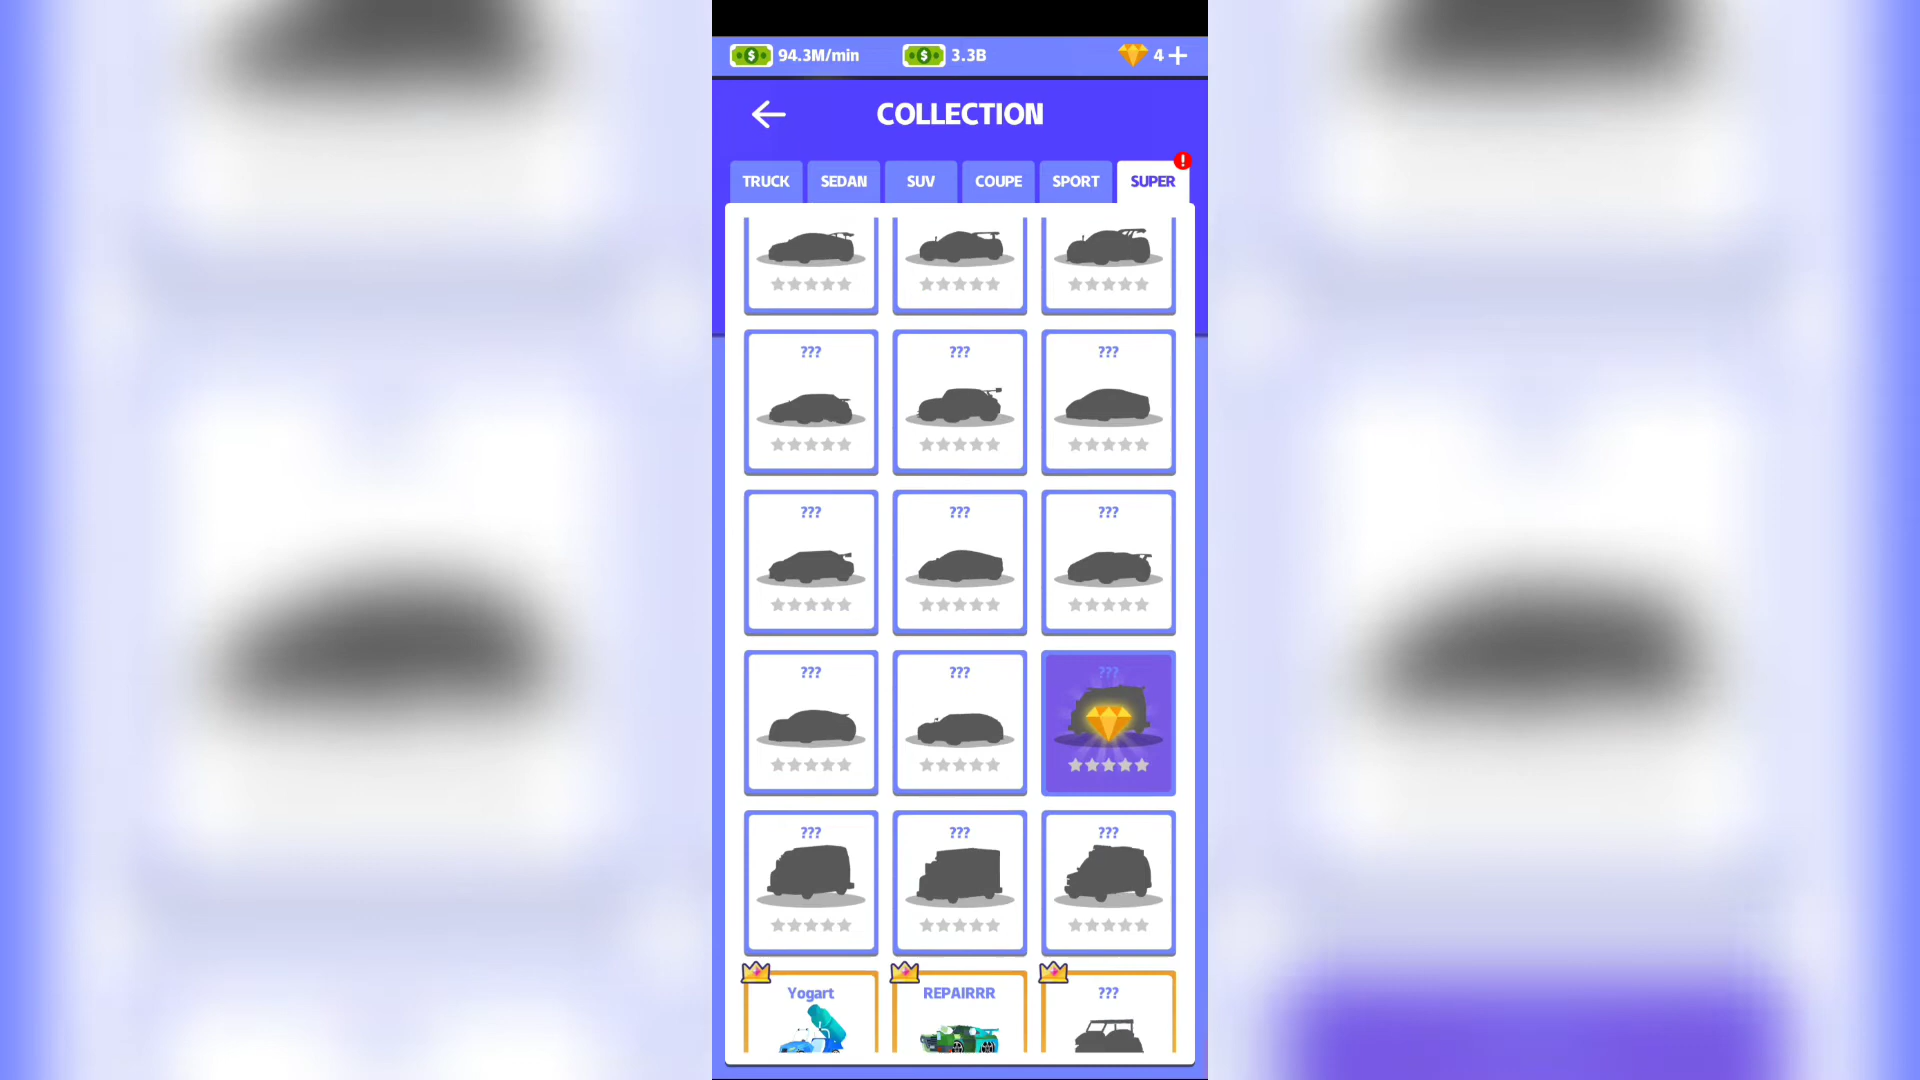 94.3M/min 3.3B 4
COLLECTION
TRUCK SEDAN SUV COUPE SPORT SUPER !
??? ??? ???
??? ??? ???
??? ??? ???
??? ??? ???
Yogart REPAIRRR ???